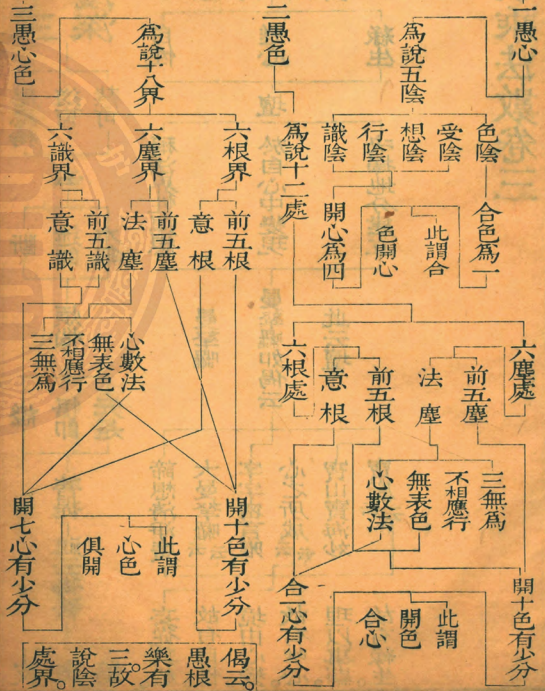 一愚心
爲說五陰
色陰
受陰
想陰
行陰
識陰
合色爲一
此謂合
色開心
開心爲四
二愚色
爲說十二處
六塵處
前五塵
法塵
三無爲
不相應行
無表色
心數法
六根處
前五根
意根
開十色有少分
此謂
開色
合心
合一心有少分
三愚心色
爲說十八界
六根界
前五根
意根
六塵界
前五塵
法塵
心數法
無表色
不相應行
三無爲
六識界
前五識
意識
開十色有少分
此謂
心色
俱開
開七心有少分
偈云。
愚根
樂有
三。故
說陰
處界。